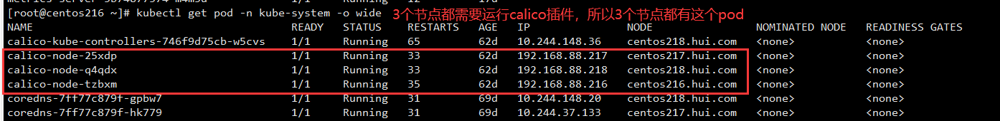 [root@centos216 ~]# kubectl get pod -n kube-system -o wide 3个节点都需要运行calico插件，所以3个节点都有这个pod
NAME READY STATUS RESTARTS AGE IP NODE NOMINATED NODE READINESS GATES
calico-kube-controllers-746f9d75cb-w5cvs 1/1 Running 65 62d 10.244.148.36 centos218.hui.com <none> <none>
calico-node-25xdp 1/1 Running 33 62d 192.168.88.217 centos217.hui.com <none> <none>
calico-node-q4qdx 1/1 Running 33 62d 192.168.88.218 centos218.hui.com <none> <none>
calico-node-tzbxm 1/1 Running 35 62d 192.168.88.216 centos216.hui.com <none> <none>
coredns-7ff77c879f-gpbw7 1/1 Running 31 69d 10.244.148.20 centos218.hui.com <none> <none>
coredns-7ff77c879f-hk779 1/1 Running 31 69d 10.244.37.133 centos217.hui.com <none> <none>